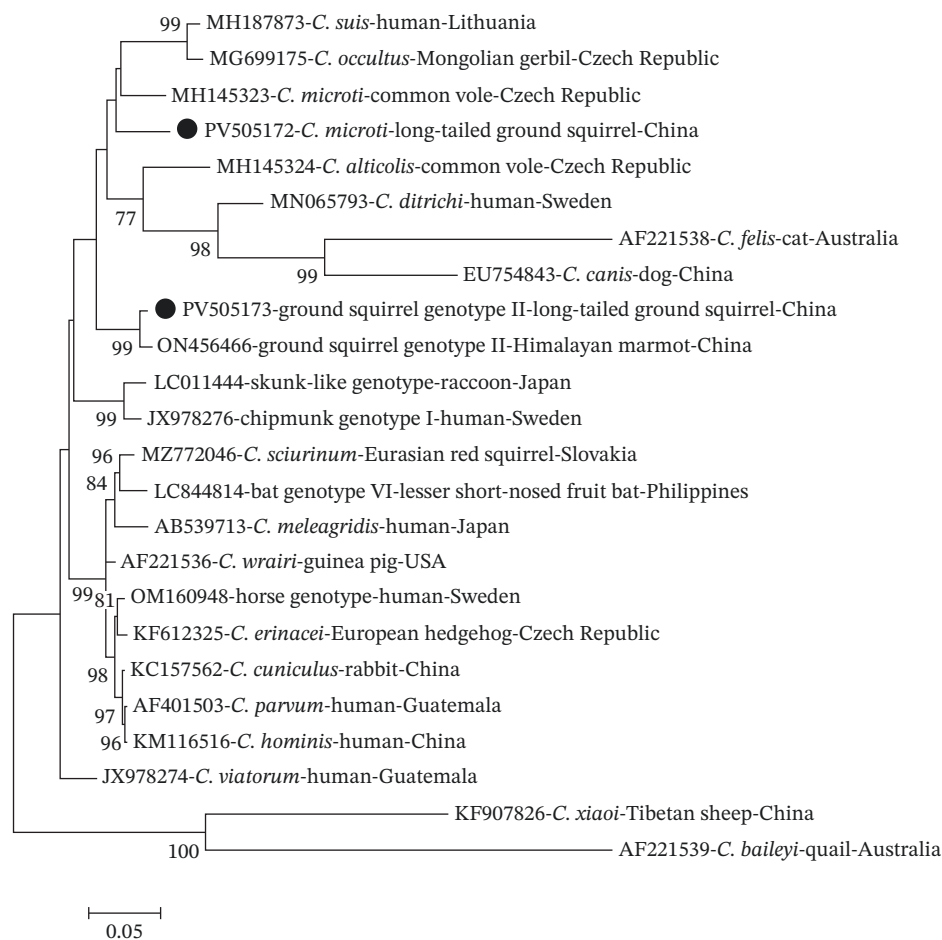 99
MH187873-C. suis-human-Lithuania
MG699175-C. occultus-Mongolian gerbil-Czech Republic
MH145323-C. microti-common vole-Czech Republic
PV505172-C. microti-long-tailed ground squirrel-China
MH145324-C. alticolis-common vole-Czech Republic
77
MN065793-C. ditrichi-human-Sweden
98
AF221538-C. felis-cat-Australia
99
EU754843-C. canis-dog-China
PV505173-ground squirrel genotype II-long-tailed ground squirrel-China
99
ON456466-ground squirrel genotype II-Himalayan marmot-China
LC011444-skunk-like genotype-raccoon-Japan
99
JX978276-chipmunk genotype I-human-Sweden
96
MZ772046-C. sciurinum-Eurasian red squirrel-Slovakia
84
LC844814-bat genotype VI-lesser short-nosed fruit bat-Philippines
AB539713-C. meleagridis-human-Japan
AF221536-C. wrairi-guinea pig-USA
99
81
OM160948-horse genotype-human-Sweden
KF612325-C. erinacei-European hedgehog-Czech Republic
98
KC157562-C. cuniculus-rabbit-China
97
AF401503-C. parvum-human-Guatemala
96
KM116516-C. hominis-human-China
JX978274-C. viatorum-human-Guatemala
KF907826-C. xiaoi-Tibetan sheep-China
100
AF221539-C. baileyi-quail-Australia
0.05